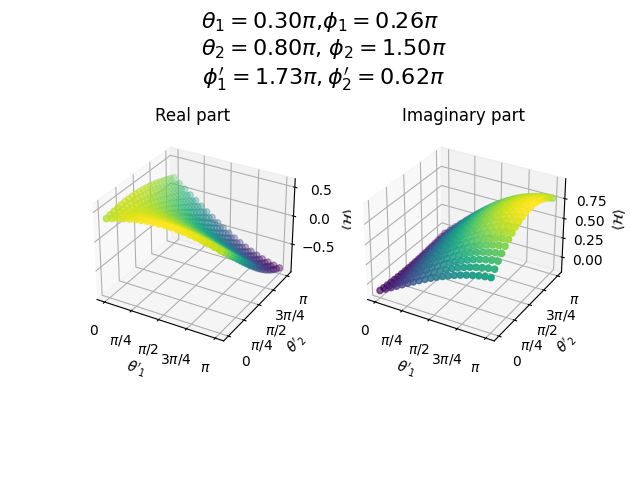 θ₁ = 0.30π,ϕ₁ = 0.26π
θ₂ = 0.80π, ϕ₂ = 1.50π
ϕ′₁ = 1.73π, ϕ′₂ = 0.62π
Real part
Imaginary part
0.5
0.0
−0.5
⟨ℋ⟩
0
π/4
π/2
3π/4
π
θ′₁
0
π/4
π/2
3π/4
π
θ′₂
0.75
0.50
0.25
0.00
⟨ℋ⟩
0
π/4
π/2
3π/4
π
θ′₁
0
π/4
π/2
3π/4
π
θ′₂